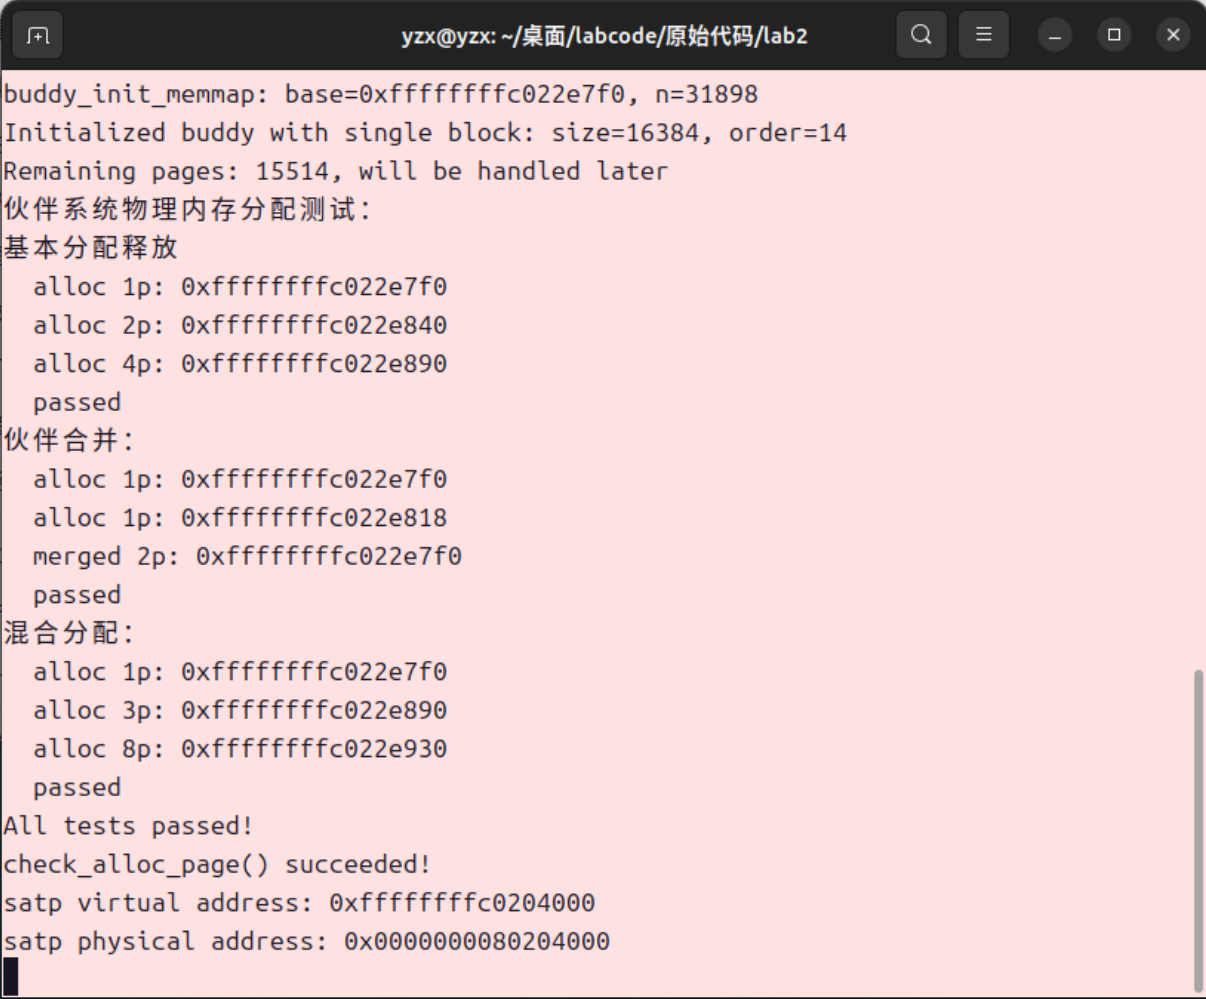 yzx@yzx: ~/桌面/labcode/原始代码/lab2
buddy_init_memmap: base=0xffffffffc022e7f0, n=31898
Initialized buddy with single block: size=16384, order=14
Remaining pages: 15514, will be handled later
伙伴系统物理内存分配测试：
基本分配释放
  alloc 1p: 0xffffffffc022e7f0
  alloc 2p: 0xffffffffc022e840
  alloc 4p: 0xffffffffc022e890
  passed
伙伴合并：
  alloc 1p: 0xffffffffc022e7f0
  alloc 1p: 0xffffffffc022e818
  merged 2p: 0xffffffffc022e7f0
  passed
混合分配：
  alloc 1p: 0xffffffffc022e7f0
  alloc 3p: 0xffffffffc022e890
  alloc 8p: 0xffffffffc022e930
  passed
All tests passed!
check_alloc_page() succeeded!
satp virtual address: 0xffffffffc0204000
satp physical address: 0x0000000080204000